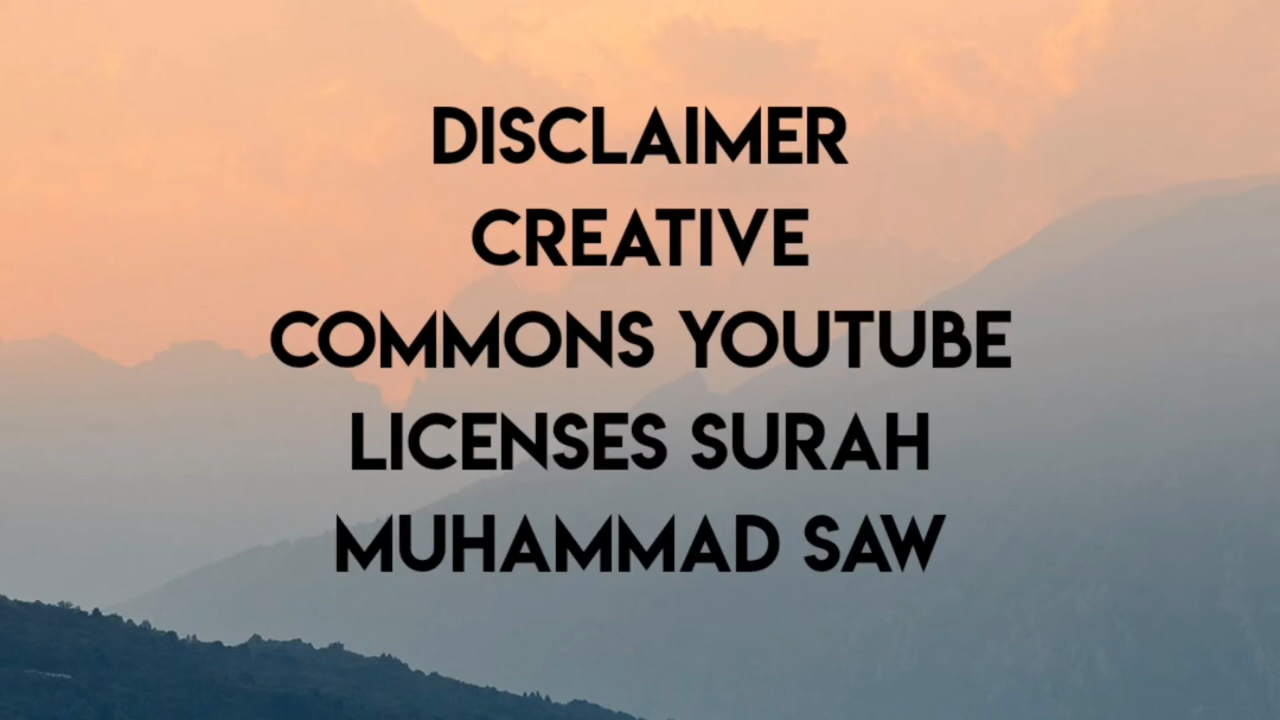 DISCLAIMER
CREATIVE
COMMONS YOUTUBE
LICENSES SURAH
MUHAMMAD SAW